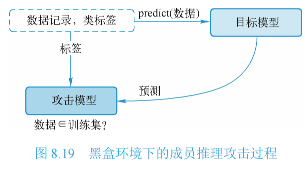 数据记录，类标签
predict(数据)
目标模型
标签
预测
攻击模型
数据∈训练集?
图 8.19 黑盒环境下的成员推理攻击过程